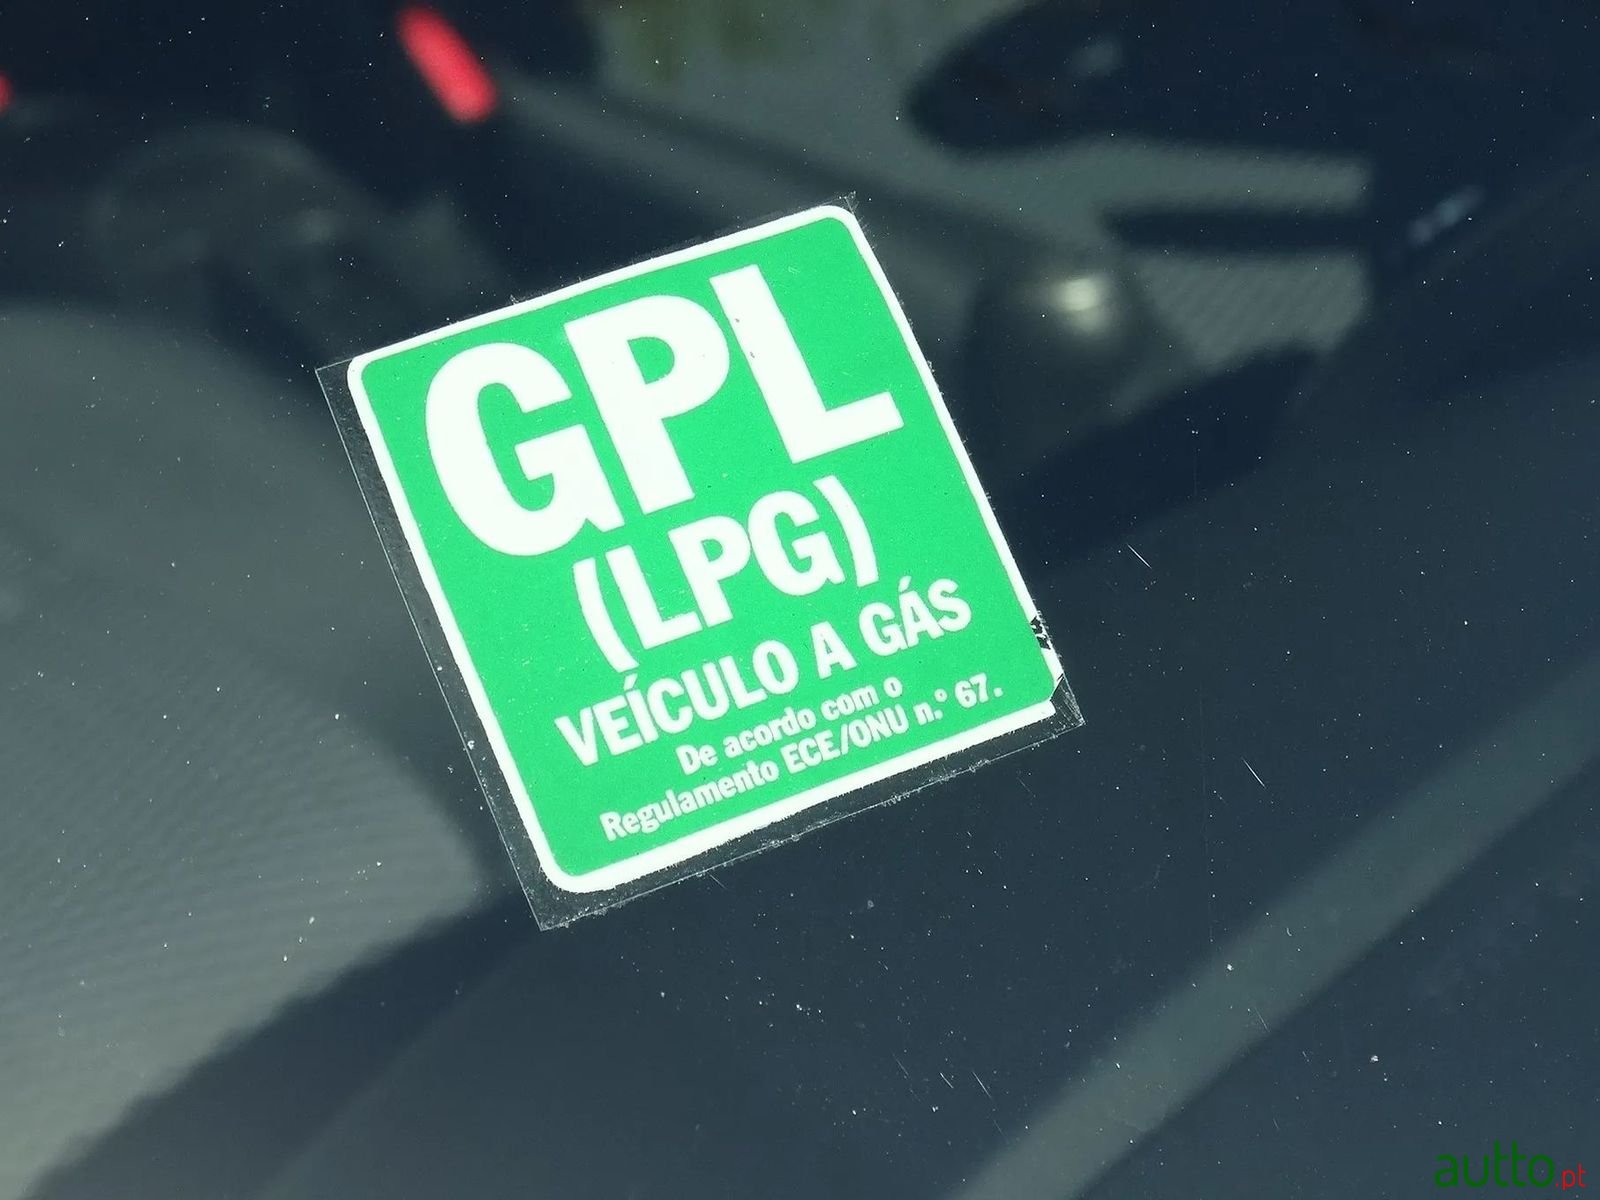 GPL
(LPG)
VEÍCULO A GÁS
De acordo com o
Regulamento ECE/ONU n.º 67.
autto.pt